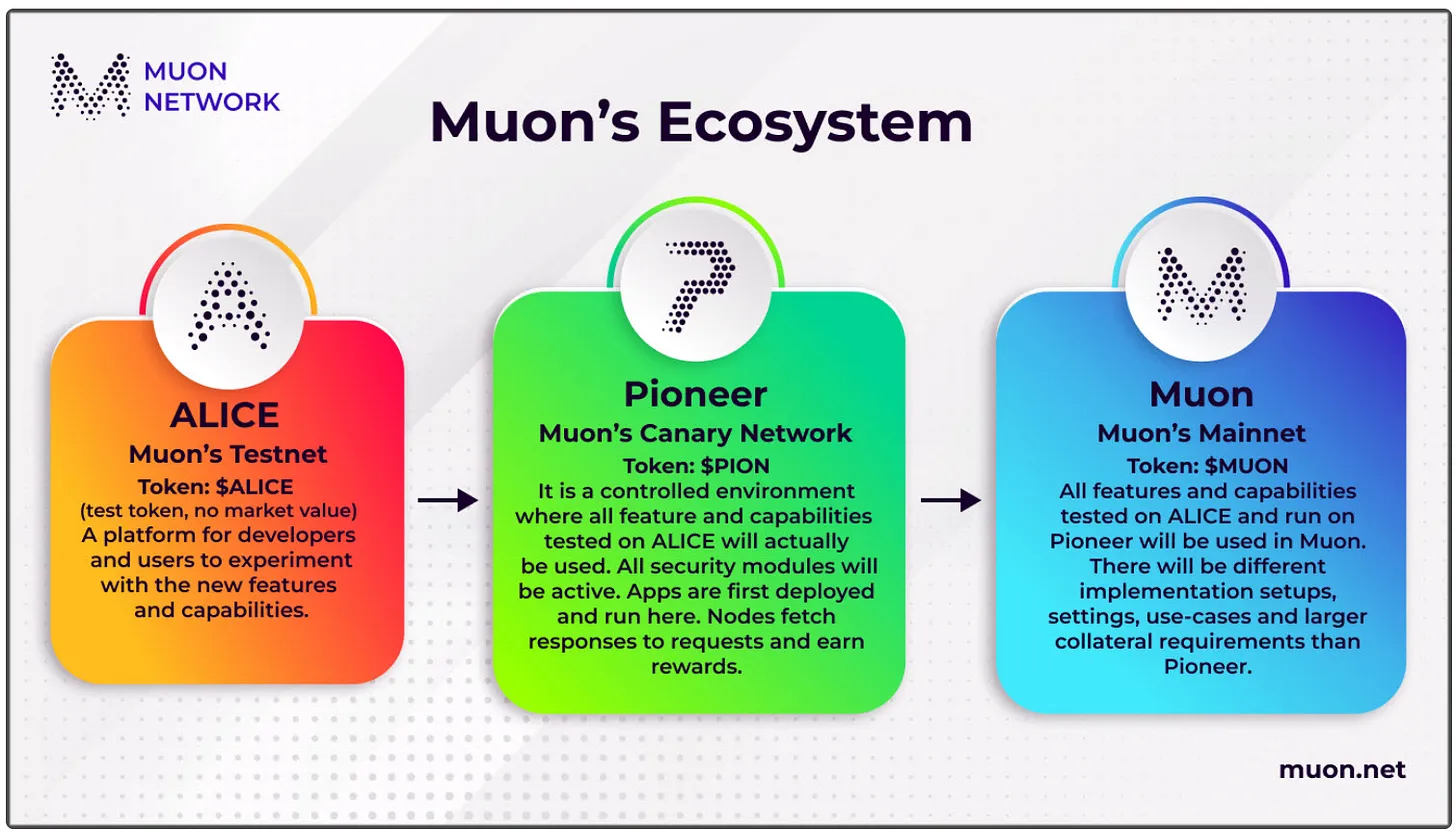 MUON
NETWORK
Muon’s Ecosystem
A
ALICE
Muon’s Testnet
Token: $ALICE
(test token, no market value)
A platform for developers
and users to experiment
with the new features
and capabilities.
P
Pioneer
Muon’s Canary Network
Token: $PION
It is a controlled environment
where all feature and capabilities
tested on ALICE will actually
be used. All security modules will
be active. Apps are first deployed
and run here. Nodes fetch
responses to requests and earn
rewards.
M
Muon
Muon’s Mainnet
Token: $MUON
All features and capabilities
tested on ALICE and run on
Pioneer will be used in Muon.
There will be different
implementation setups,
settings, use-cases and larger
collateral requirements than
Pioneer.
muon.net